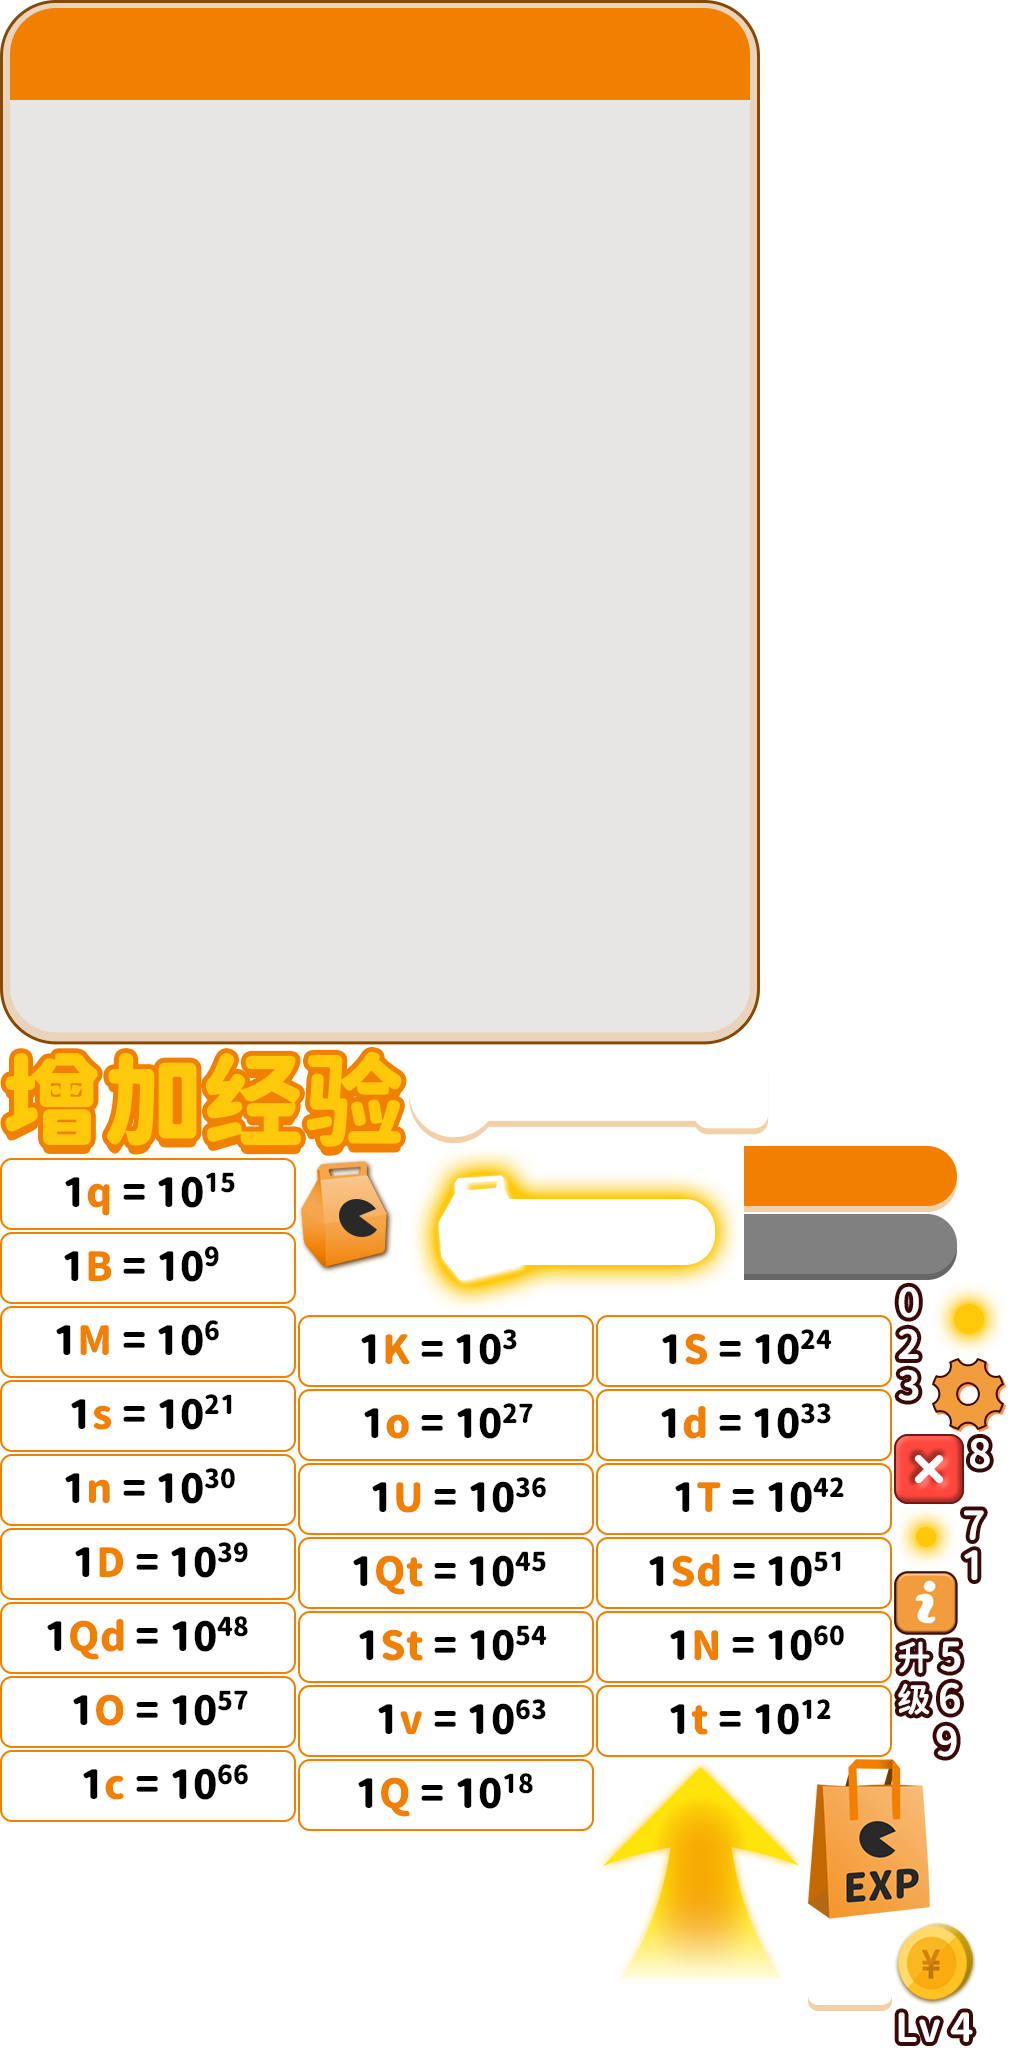 增加经验
1q = 10¹⁵
1B = 10⁹
1M = 10⁶
1s = 10²¹
1n = 10³⁰
1D = 10³⁹
1Qd = 10⁴⁸
1O = 10⁵⁷
1c = 10⁶⁶
1K = 10³
1o = 10²⁷
1U = 10³⁶
1Qt = 10⁴⁵
1St = 10⁵⁴
1v = 10⁶³
1Q = 10¹⁸
1S = 10²⁴
1d = 10³³
1T = 10⁴²
1Sd = 10⁵¹
1N = 10⁶⁰
1t = 10¹²
0
2
3
8
7
1
i
升 5
级 6
9
EXP
¥
Lv 4